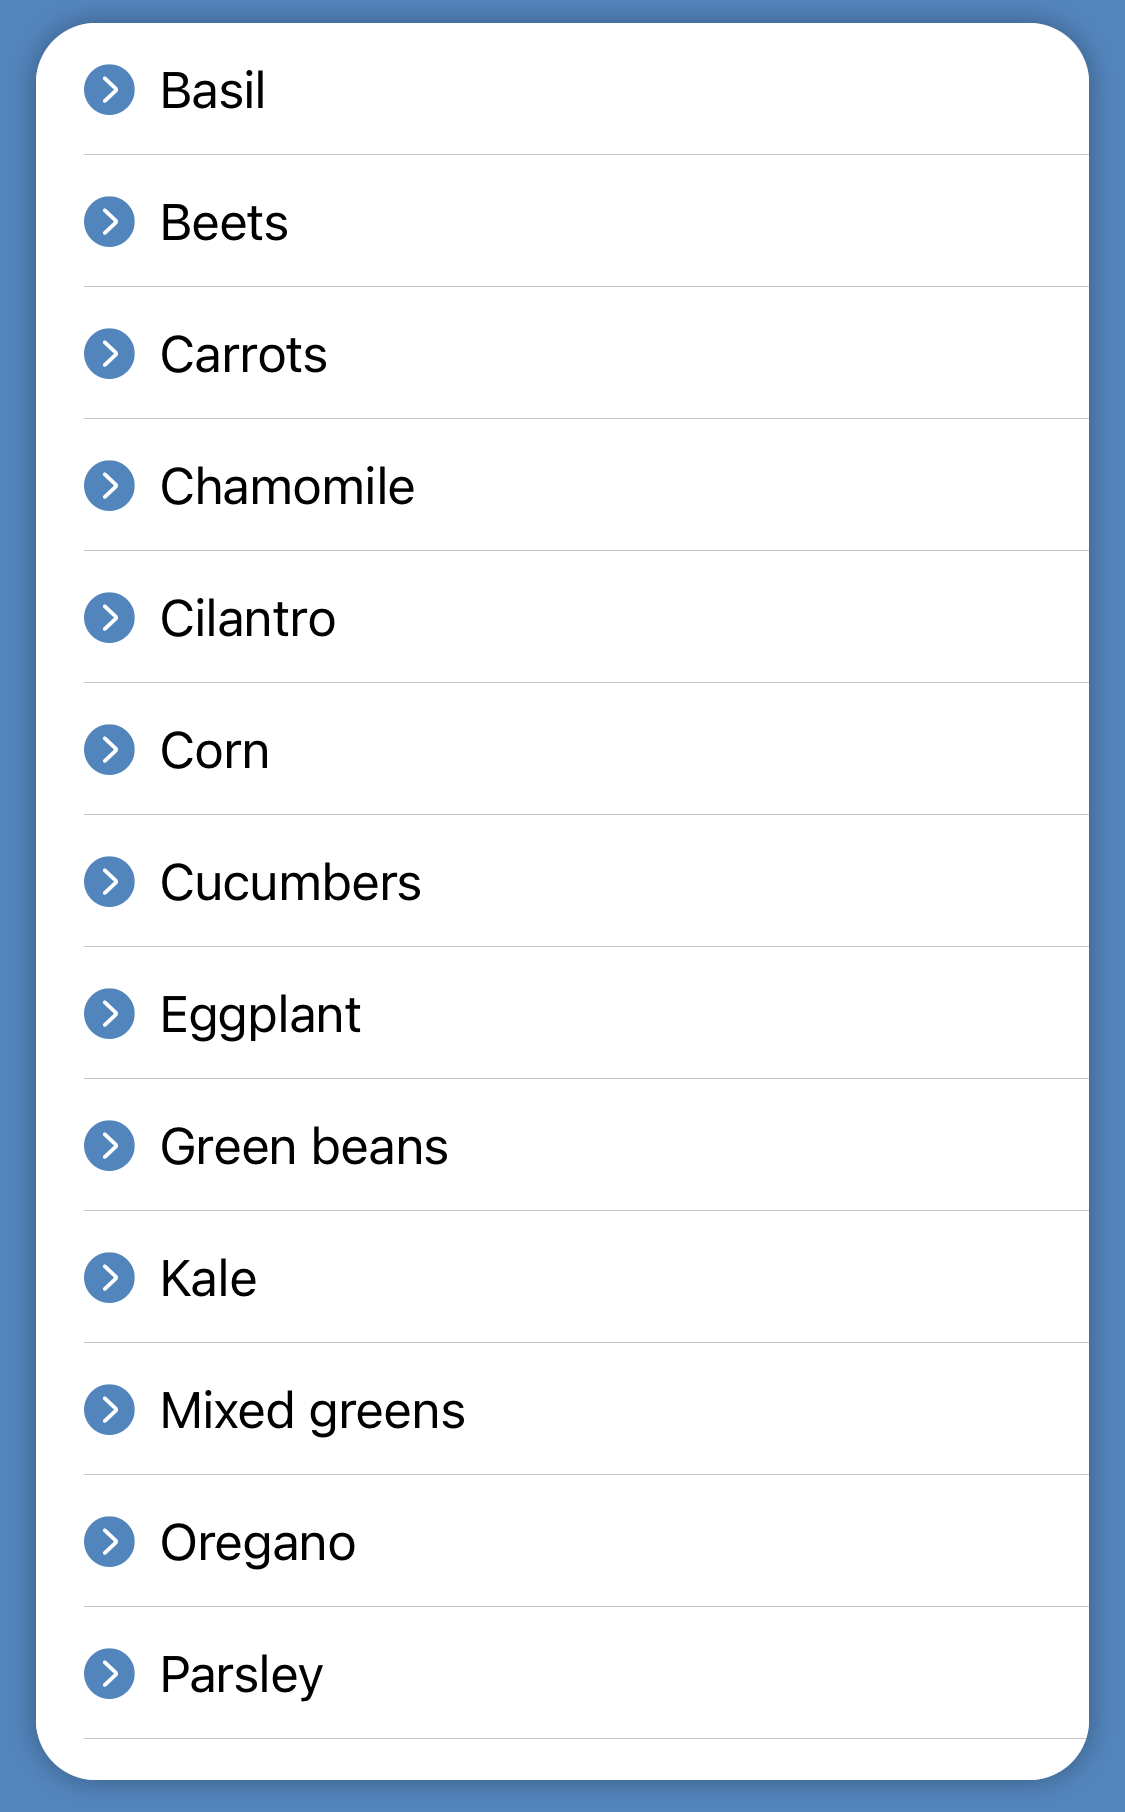 Basil
Beets
Carrots
Chamomile
Cilantro
Corn
Cucumbers
Eggplant
Green beans
Kale
Mixed greens
Oregano
Parsley